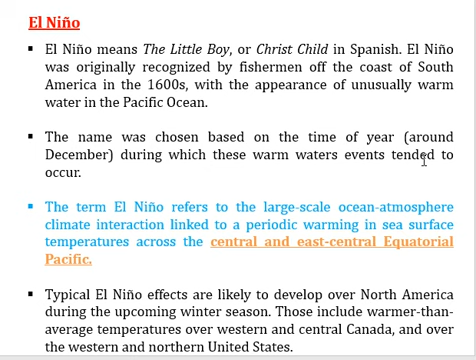 El Niño
▪ El Niño means The Little Boy, or Christ Child in Spanish. El Niño
was originally recognized by fishermen off the coast of South
America in the 1600s, with the appearance of unusually warm
water in the Pacific Ocean.
▪ The name was chosen based on the time of year (around
December) during which these warm waters events tended to
occur.
▪ The term El Niño refers to the large-scale ocean-atmosphere
climate interaction linked to a periodic warming in sea surface
temperatures across the central and east-central Equatorial
Pacific.
▪ Typical El Niño effects are likely to develop over North America
during the upcoming winter season. Those include warmer-than-
average temperatures over western and central Canada, and over
the western and northern United States.